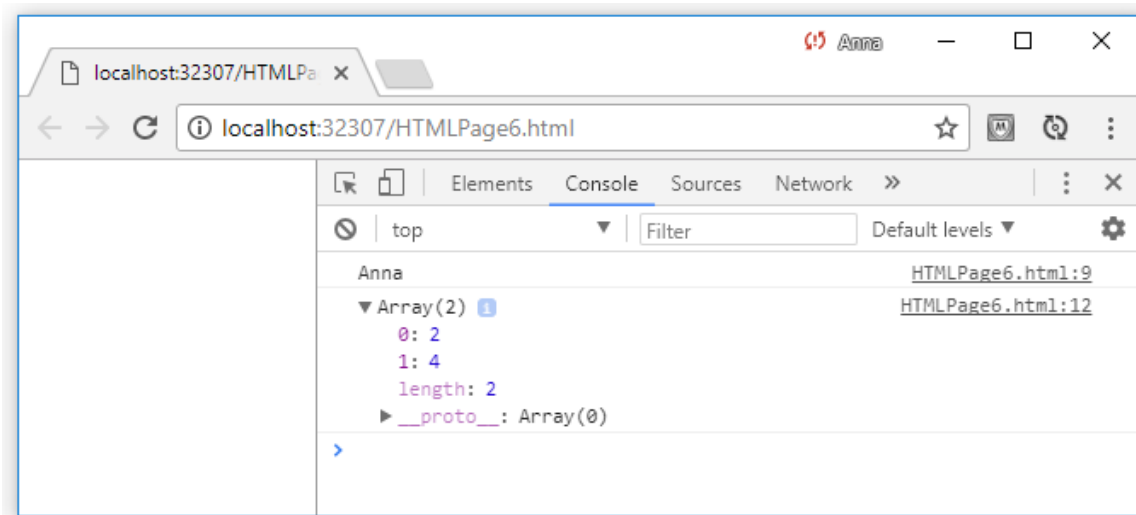 Anna
localhost:32307/HTMLPa
localhost:32307/HTMLPage6.html
Elements Console Sources Network »
top Filter Default levels
Anna HTMLPage6.html:9
Array(2) i HTMLPage6.html:12
0: 2
1: 4
length: 2
__proto__: Array(0)
>